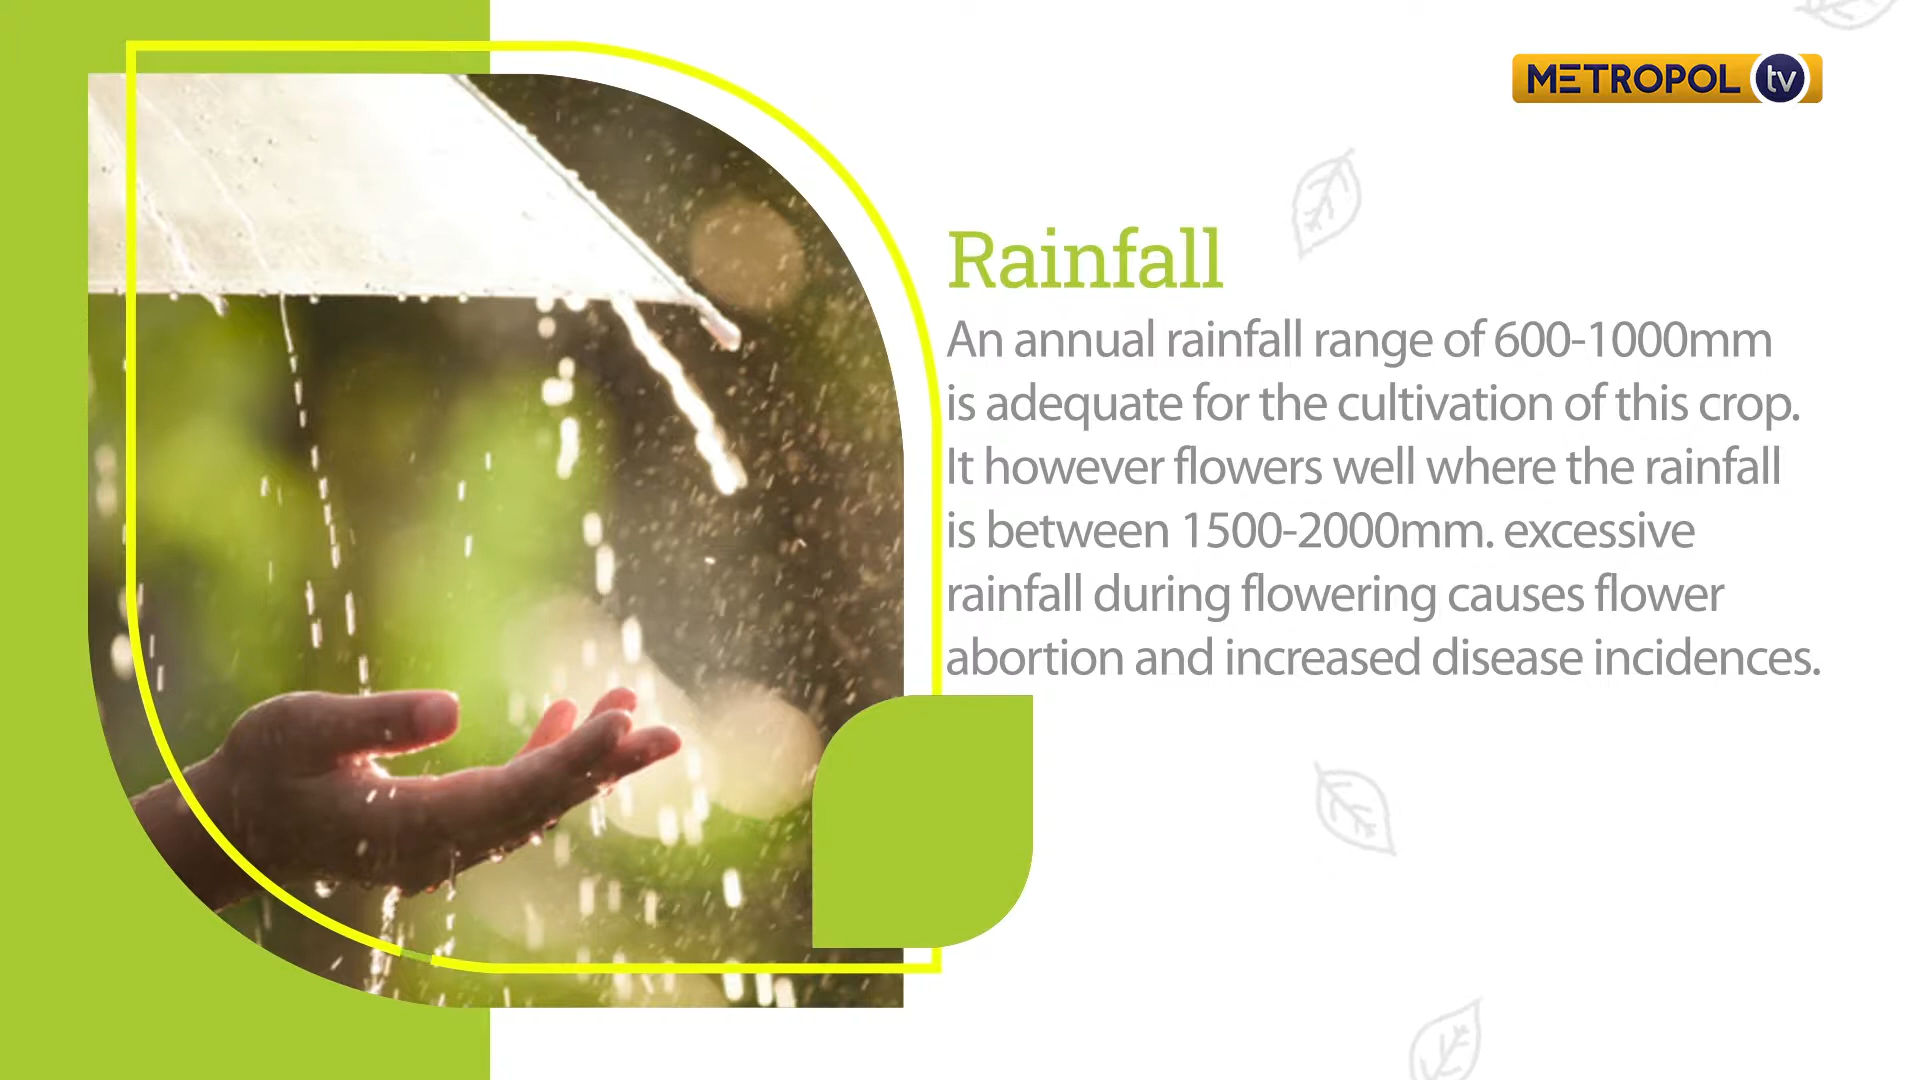 METROPOL tv
Rainfall
An annual rainfall range of 600-1000mm
is adequate for the cultivation of this crop.
It however flowers well where the rainfall
is between 1500-2000mm. excessive
rainfall during flowering causes flower
abortion and increased disease incidences.